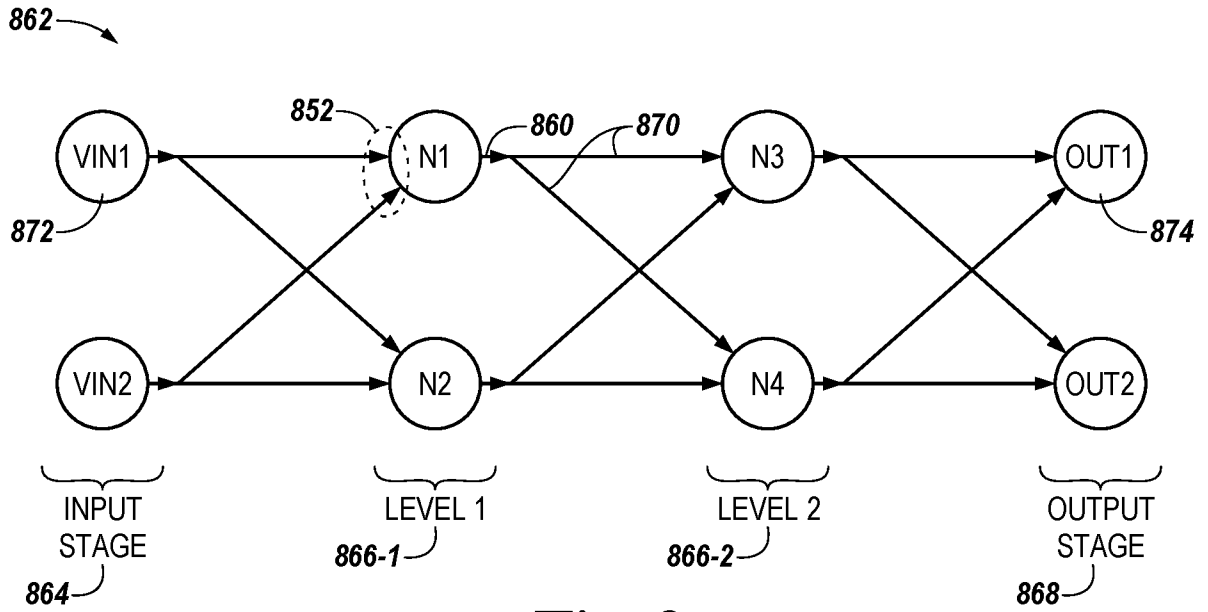 862
852
860
870
VIN1
N1
N3
OUT1
872
874
VIN2
N2
N4
OUT2
INPUT
STAGE
864
LEVEL 1
866-1
LEVEL 2
866-2
OUTPUT
STAGE
868